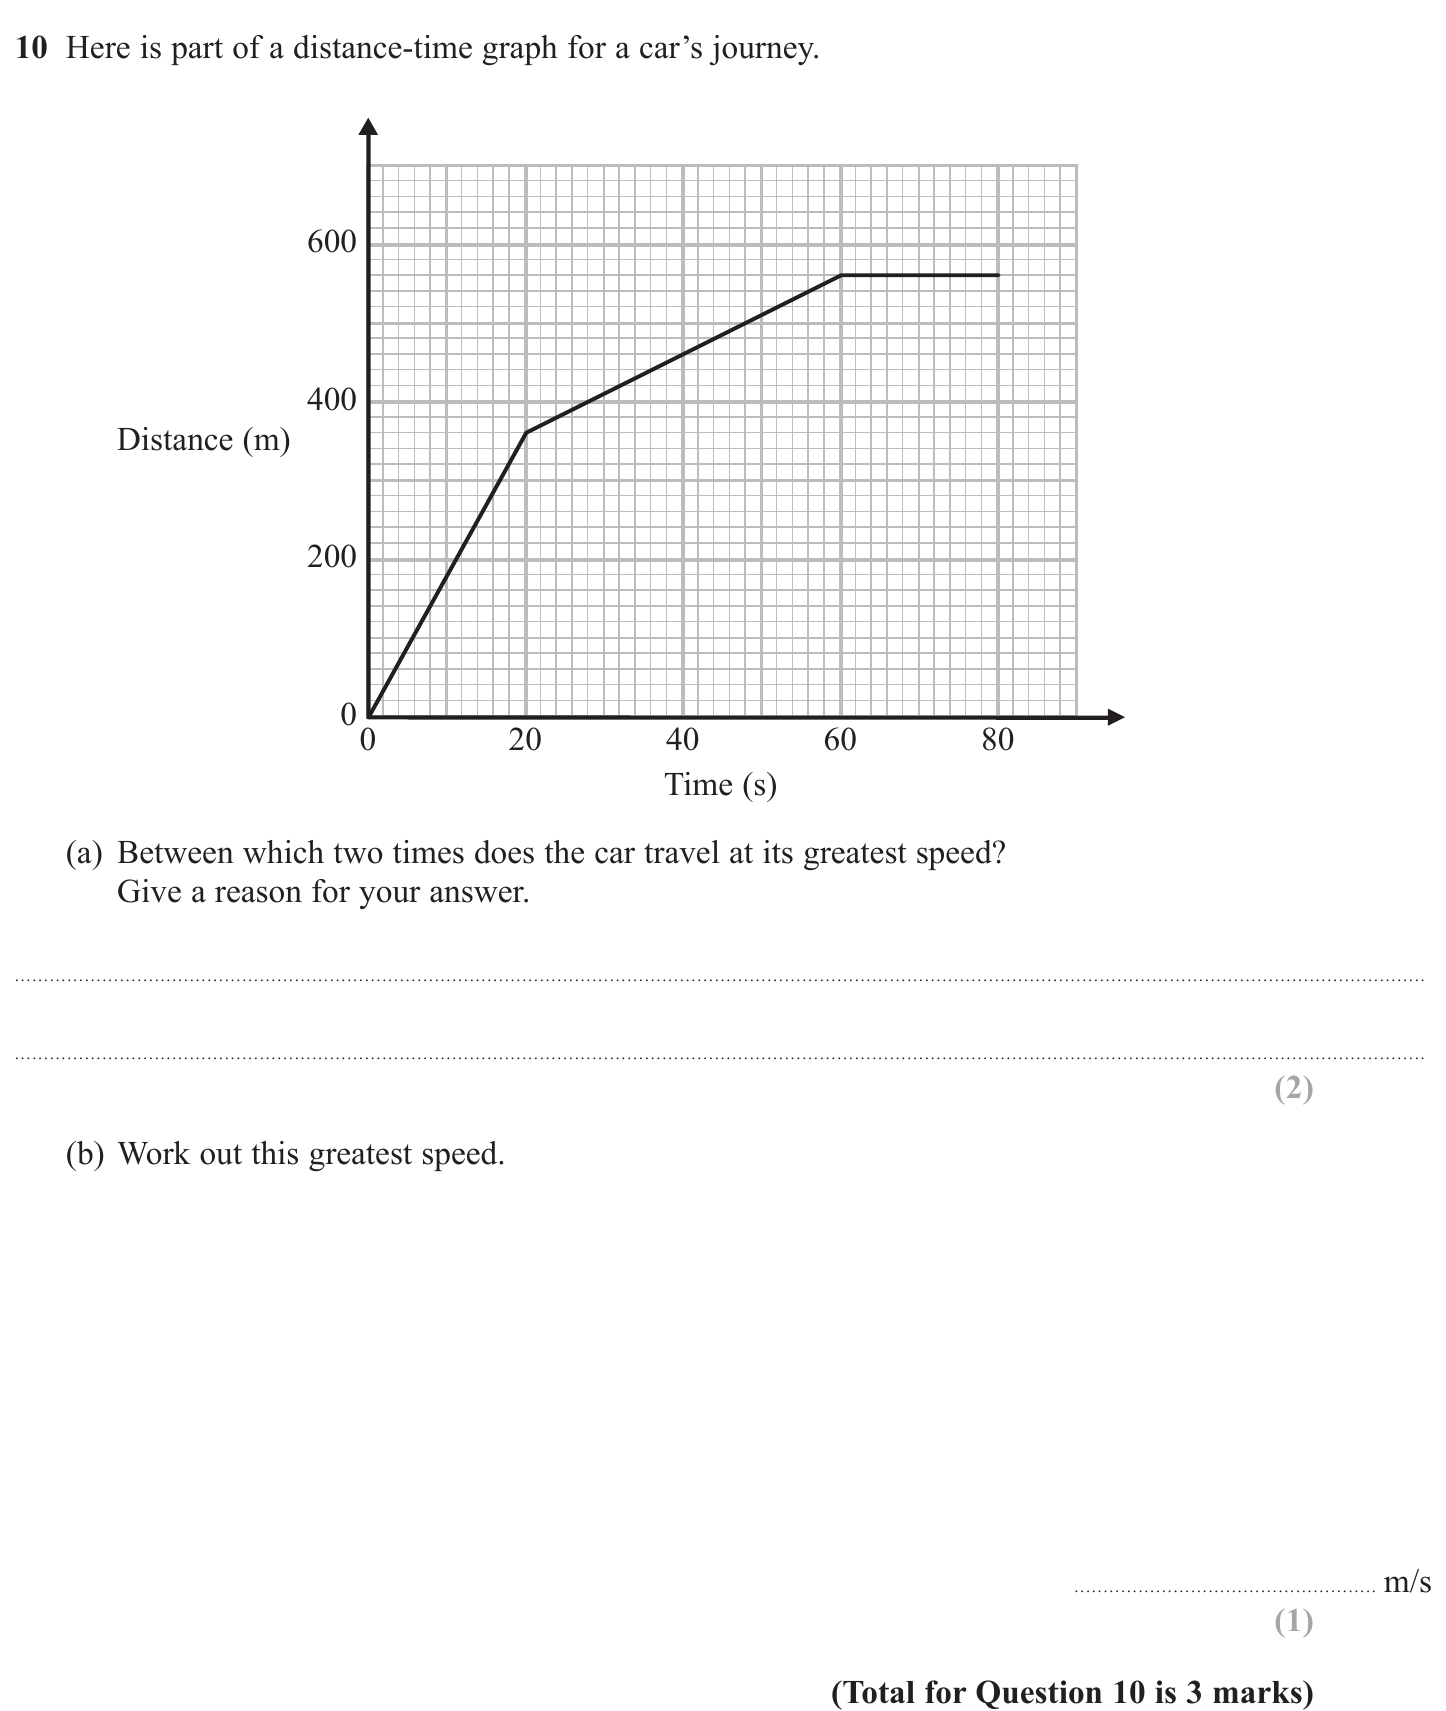 10 Here is part of a distance-time graph for a car’s journey.
600
400
Distance (m)
200
0
0 20 40 60 80
Time (s)
(a) Between which two times does the car travel at its greatest speed?
Give a reason for your answer.
(2)
(b) Work out this greatest speed.
m/s
(1)
(Total for Question 10 is 3 marks)